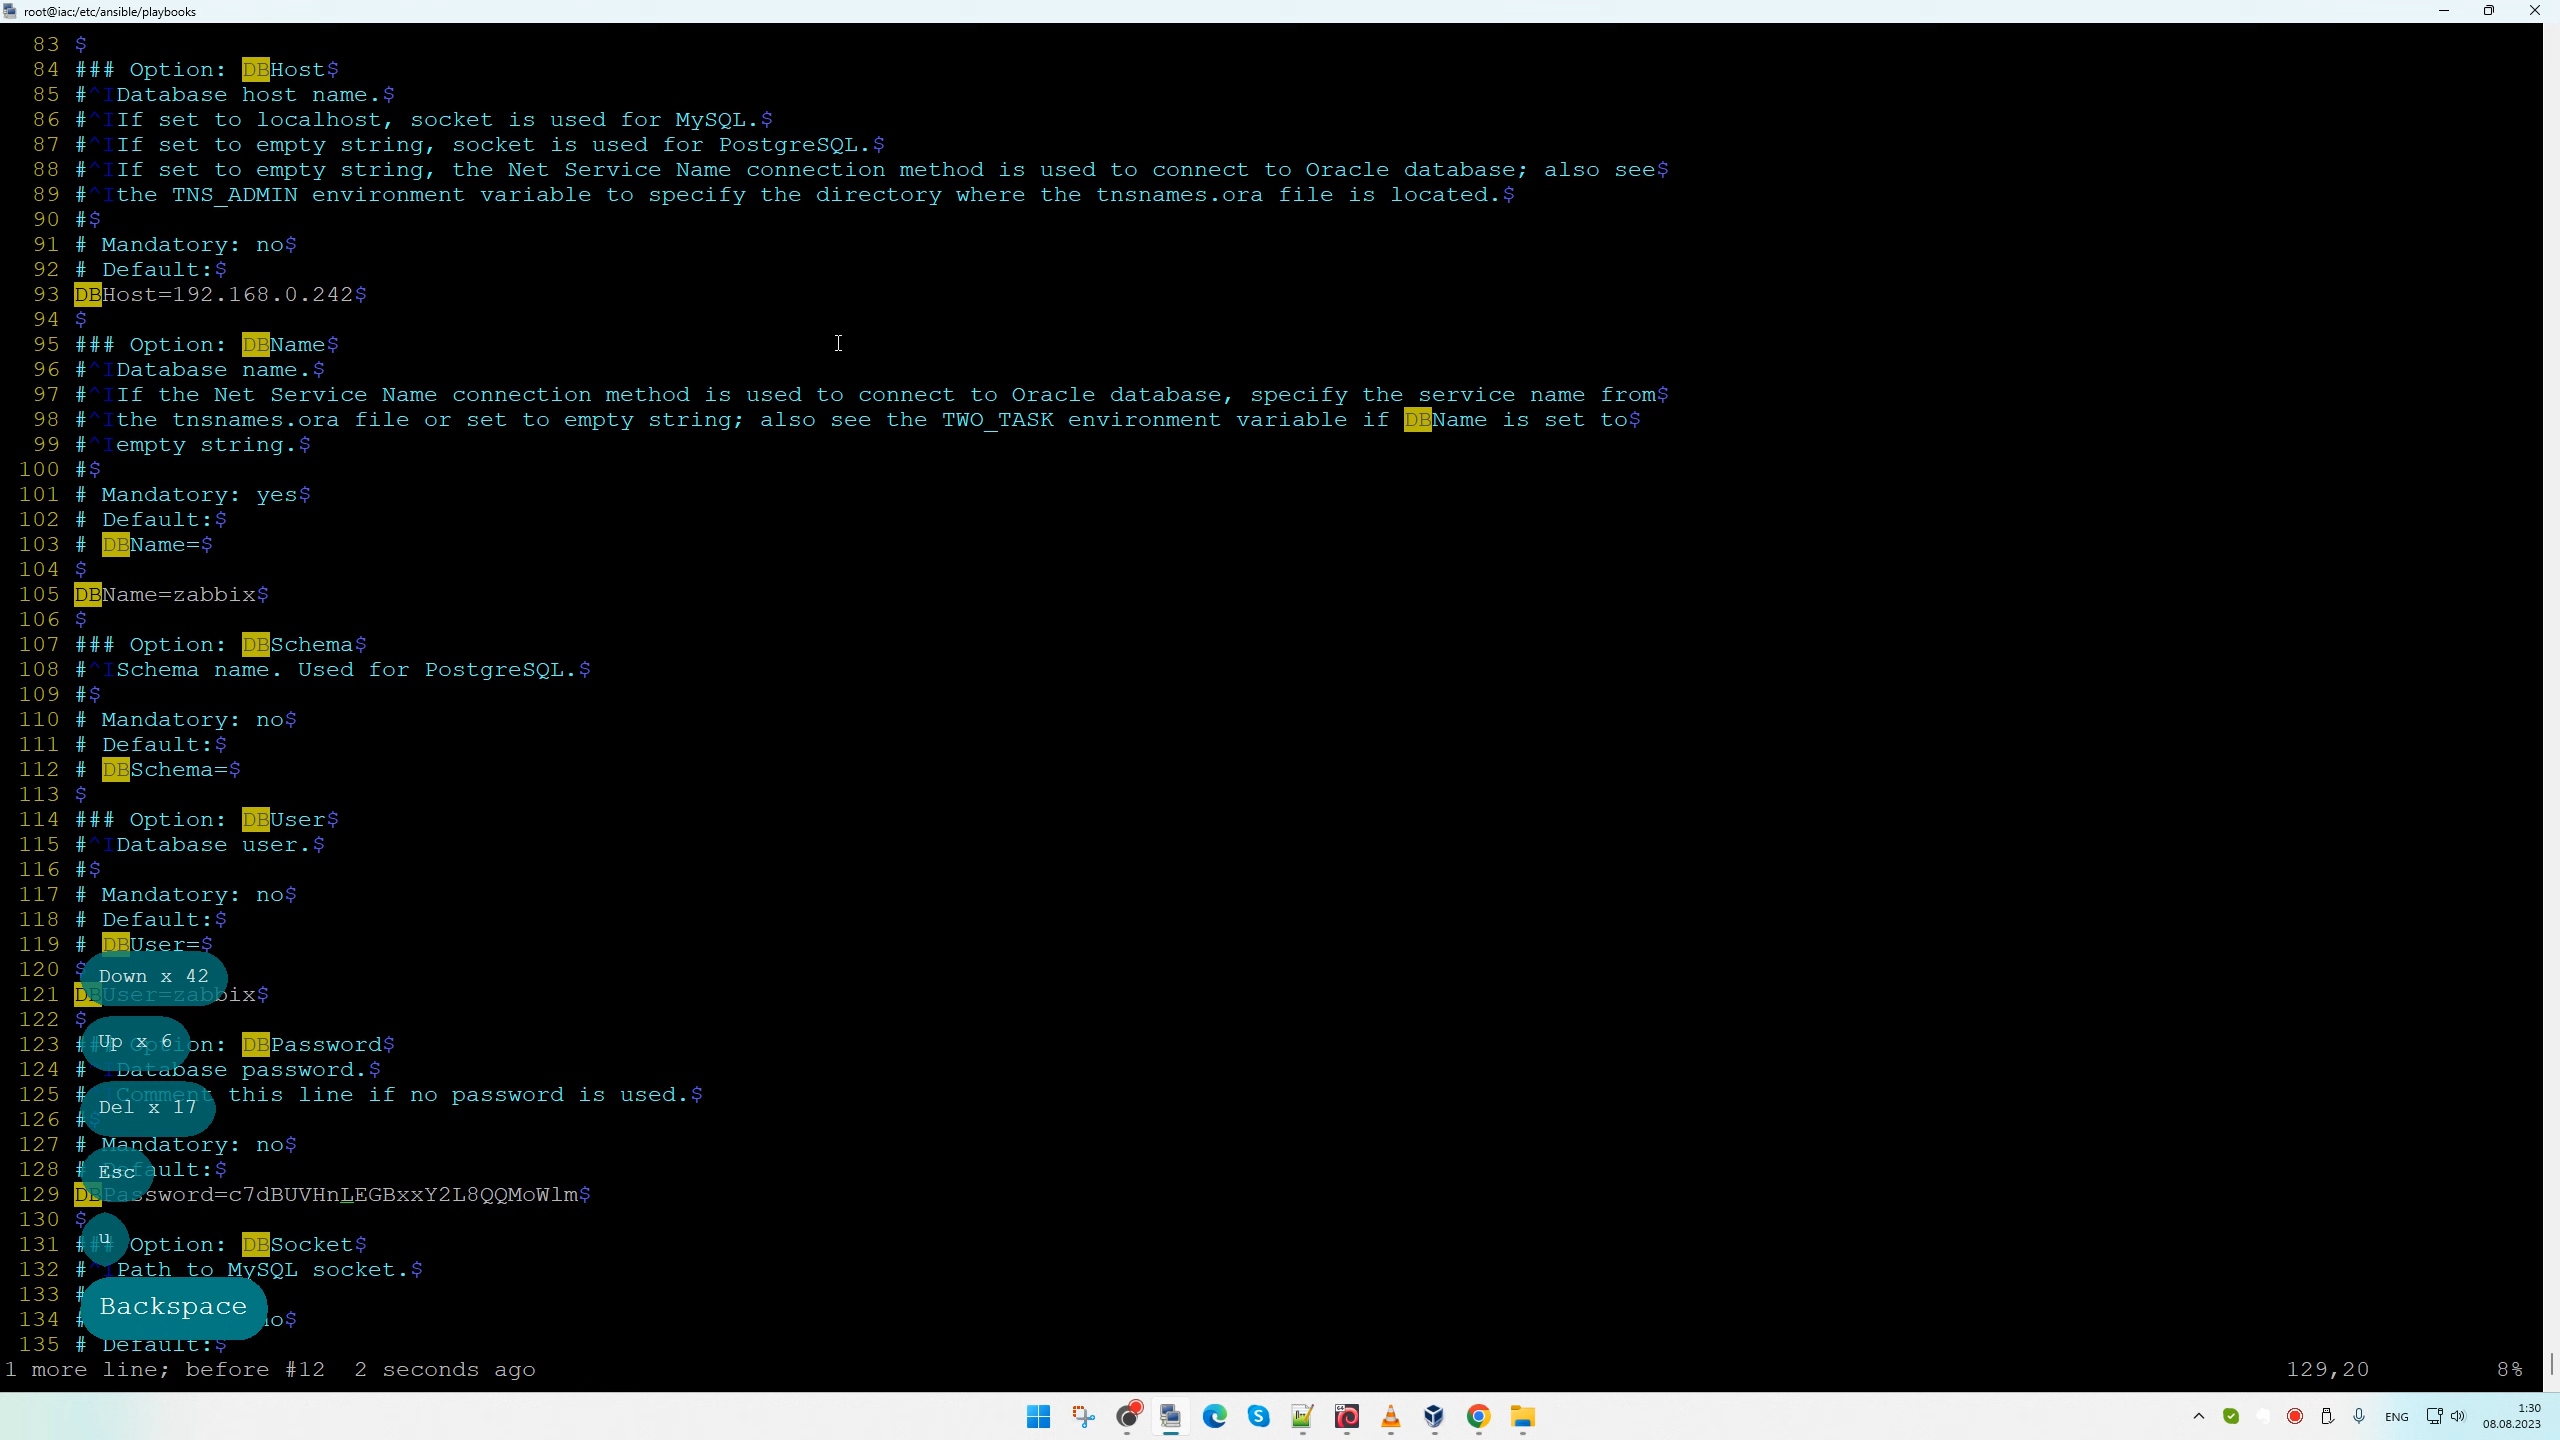 root@iac:/etc/ansible/playbooks
83 $
84 ### Option: DBHost$
85 #^IDatabase host name.$
86 #^IIf set to localhost, socket is used for MySQL.$
87 #^IIf set to empty string, socket is used for PostgreSQL.$
88 #^IIf set to empty string, the Net Service Name connection method is used to connect to Oracle database; also see$
89 #^Ithe TNS_ADMIN environment variable to specify the directory where the tnsnames.ora file is located.$
90 #$
91 # Mandatory: no$
92 # Default:$
93 DBHost=192.168.0.242$
94 $
95 ### Option: DBName$
96 #^IDatabase name.$
97 #^IIf the Net Service Name connection method is used to connect to Oracle database, specify the service name from$
98 #^Ithe tnsnames.ora file or set to empty string; also see the TWO_TASK environment variable if DBName is set to$
99 #^Iempty string.$
100 #$
101 # Mandatory: yes$
102 # Default:$
103 # DBName=$
104 $
105 DBName=zabbix$
106 $
107 ### Option: DBSchema$
108 #^ISchema name. Used for PostgreSQL.$
109 #$
110 # Mandatory: no$
111 # Default:$
112 # DBSchema=$
113 $
114 ### Option: DBUser$
115 #^IDatabase user.$
116 #$
117 # Mandatory: no$
118 # Default:$
119 # DBUser=$
120 $
Down x 42
121 DBUser=zabbix$
122 $
Up x 6
123 ### Option: DBPassword$
124 # Database password.$
125 # Comment this line if no password is used.$
Del x 17
126 #$
127 # Mandatory: no$
128 # Default:$
Esc
129 DBPassword=c7dBUVHnLEGBxxY2L8QQMoWlm$
130 $
u
131 ### Option: DBSocket$
132 #^IPath to MySQL socket.$
133 #
Backspace
134 # no$
135 # Default:$
1 more line; before #12 2 seconds ago 129,20 8%
ENG
1:30
08.08.2023